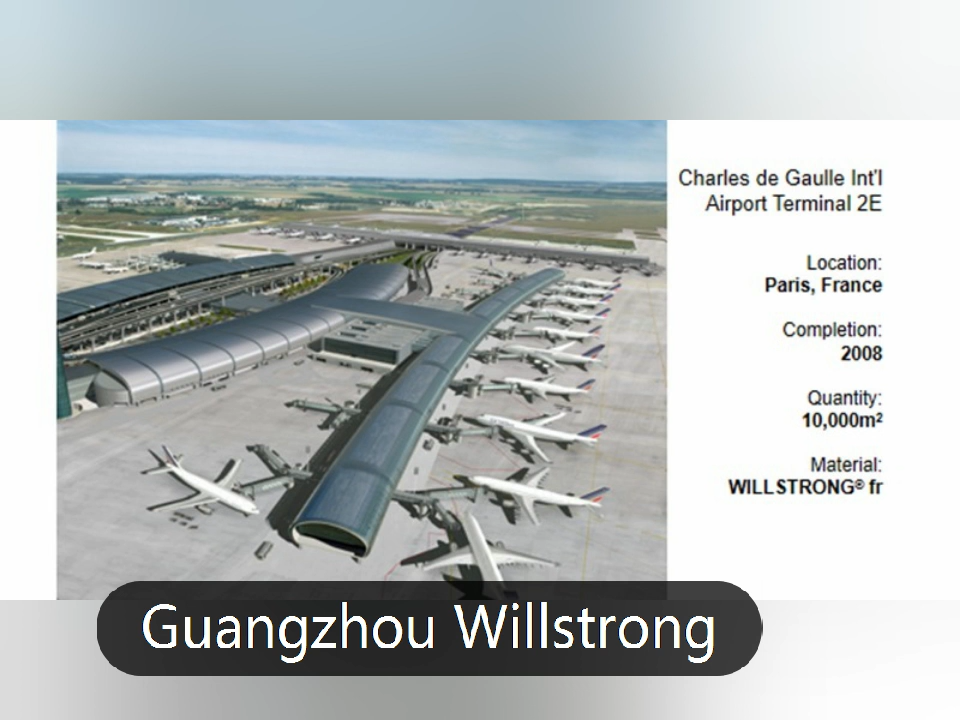 Charles de Gaulle Int'l
Airport Terminal 2E
Location:
Paris, France
Completion:
2008
Quantity:
10,000m²
Material:
WILLSTRONG® fr
Guangzhou Willstrong